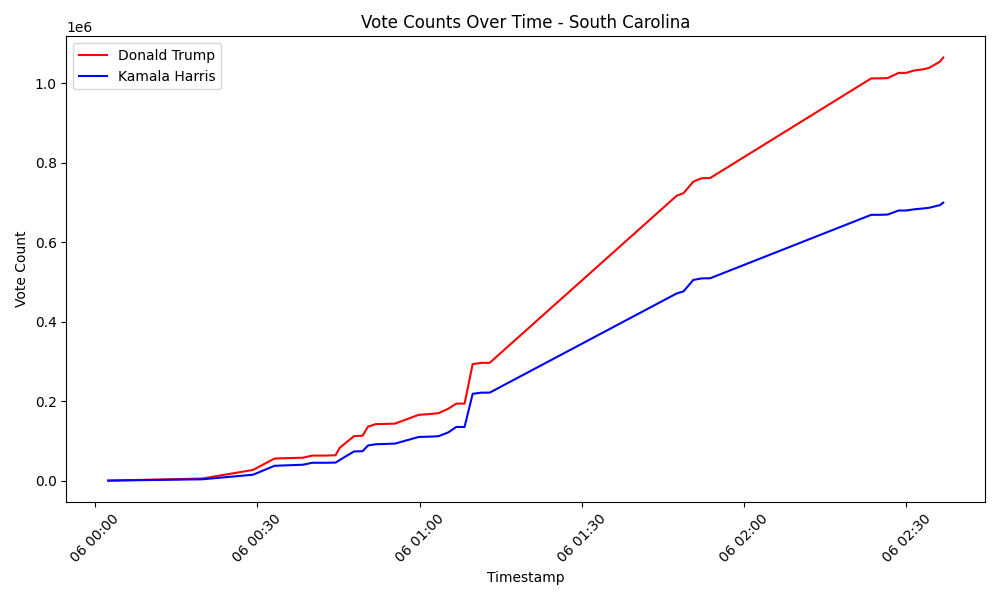 Vote Counts Over Time - South Carolina
1e6
Donald Trump
Kamala Harris
Vote Count
1.0
0.8
0.6
0.4
0.2
0.0
06 00:00
06 00:30
06 01:00
06 01:30
06 02:00
06 02:30
Timestamp